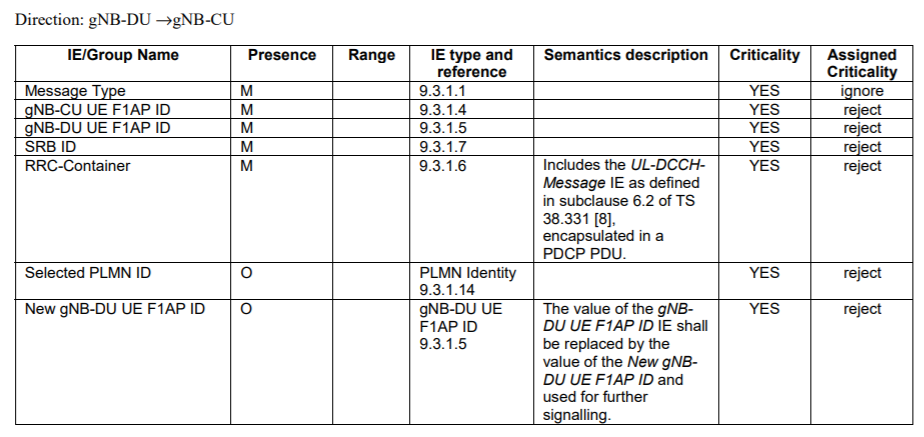 Direction: gNB-DU → gNB-CU
IE/Group Name Presence Range IE type and reference Semantics description Criticality Assigned Criticality
Message Type M 9.3.1.1 YES ignore
gNB-CU UE F1AP ID M 9.3.1.4 YES reject
gNB-DU UE F1AP ID M 9.3.1.5 YES reject
SRB ID M 9.3.1.7 YES reject
RRC-Container M 9.3.1.6 Includes the UL-DCCH- YES reject
Message IE as defined
in subclause 6.2 of TS
38.331 [8],
encapsulated in a
PDCP PDU.
Selected PLMN ID O PLMN Identity YES reject
9.3.1.14
New gNB-DU UE F1AP ID O gNB-DU UE The value of the gNB- YES reject
F1AP ID DU UE F1AP ID IE shall
9.3.1.5 be replaced by the
value of the New gNB-
DU UE F1AP ID and
used for further
signalling.